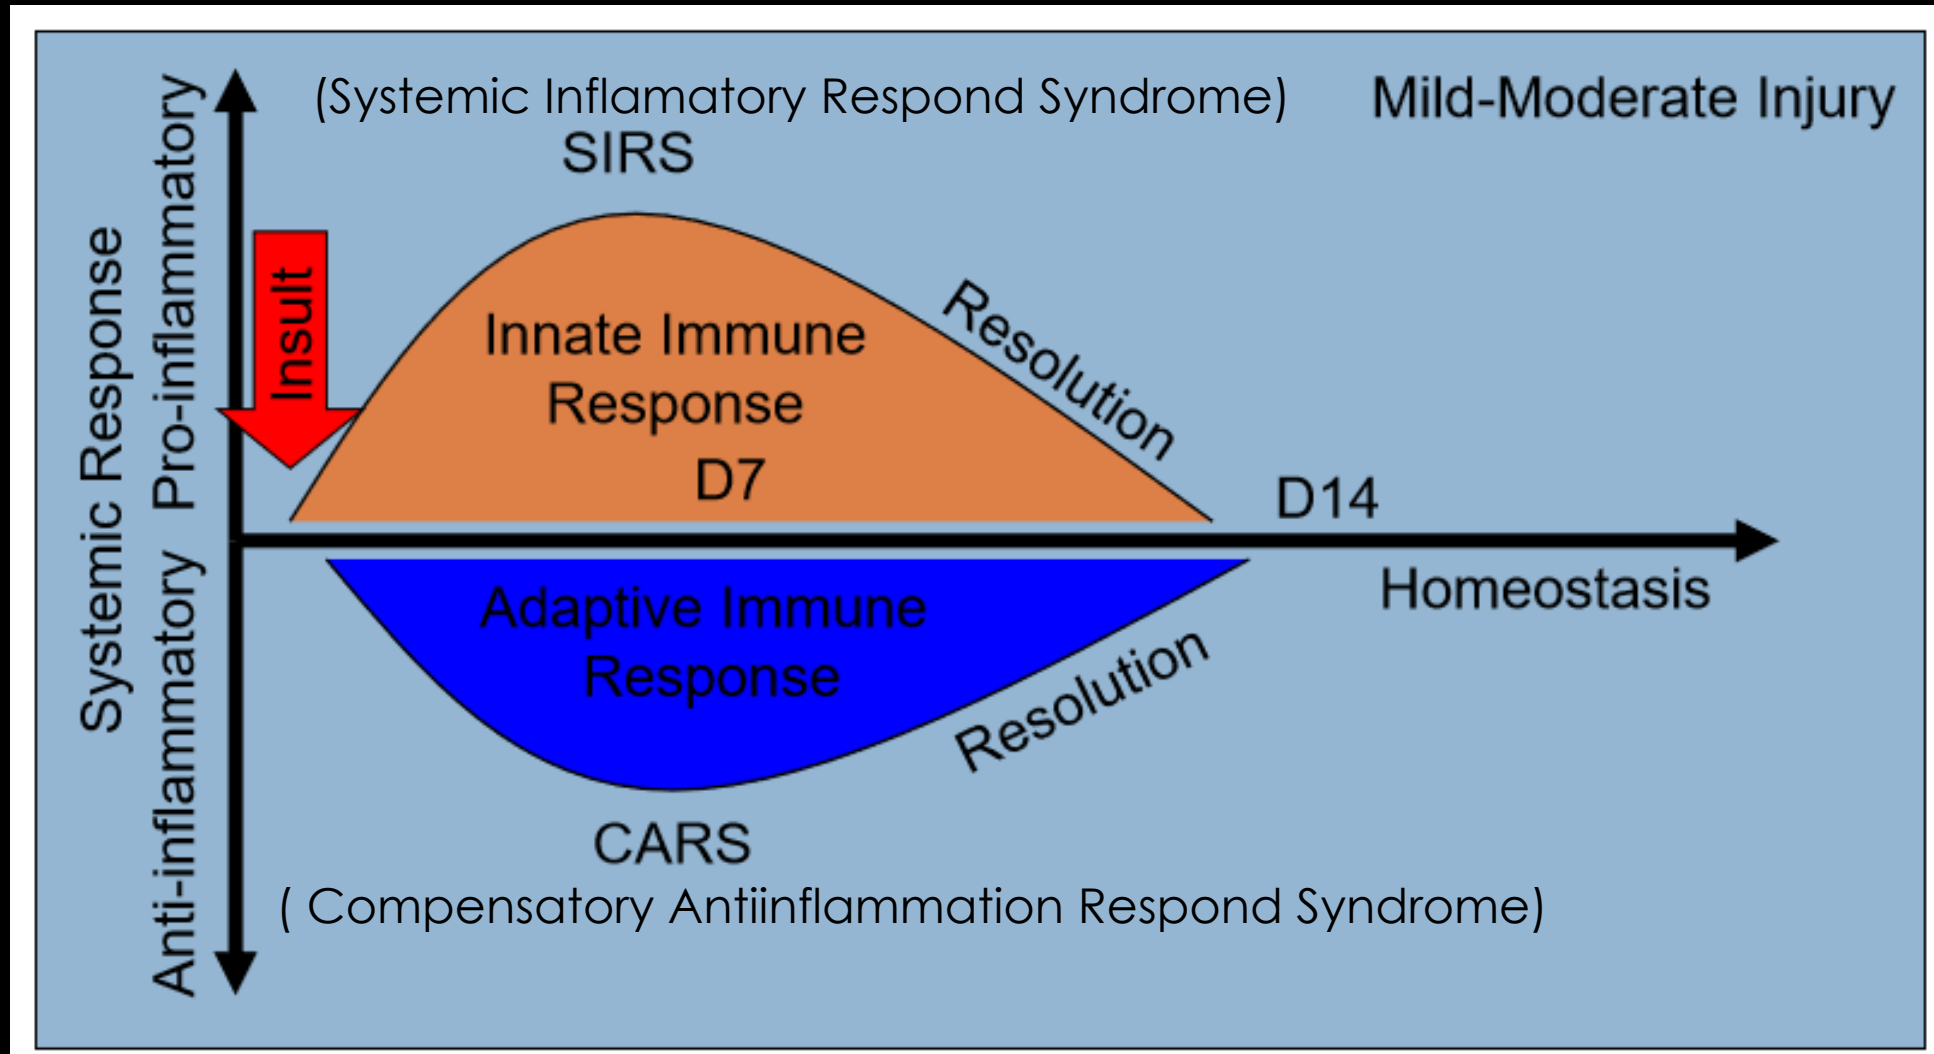 (Systemic Inflamatory Respond Syndrome)
SIRS
Mild-Moderate Injury
Systemic Response
Pro-inflammatory
Anti-inflammatory
Insult
Innate Immune
Response
D7
Resolution
D14
Homeostasis
Adaptive Immune
Response
Resolution
CARS
( Compensatory Antiinflammation Respond Syndrome)